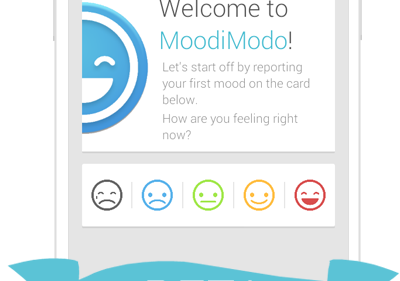 Welcome to
MoodiModo!
Let's start off by reporting
your first mood on the card
below.
How are you feeling right
now?